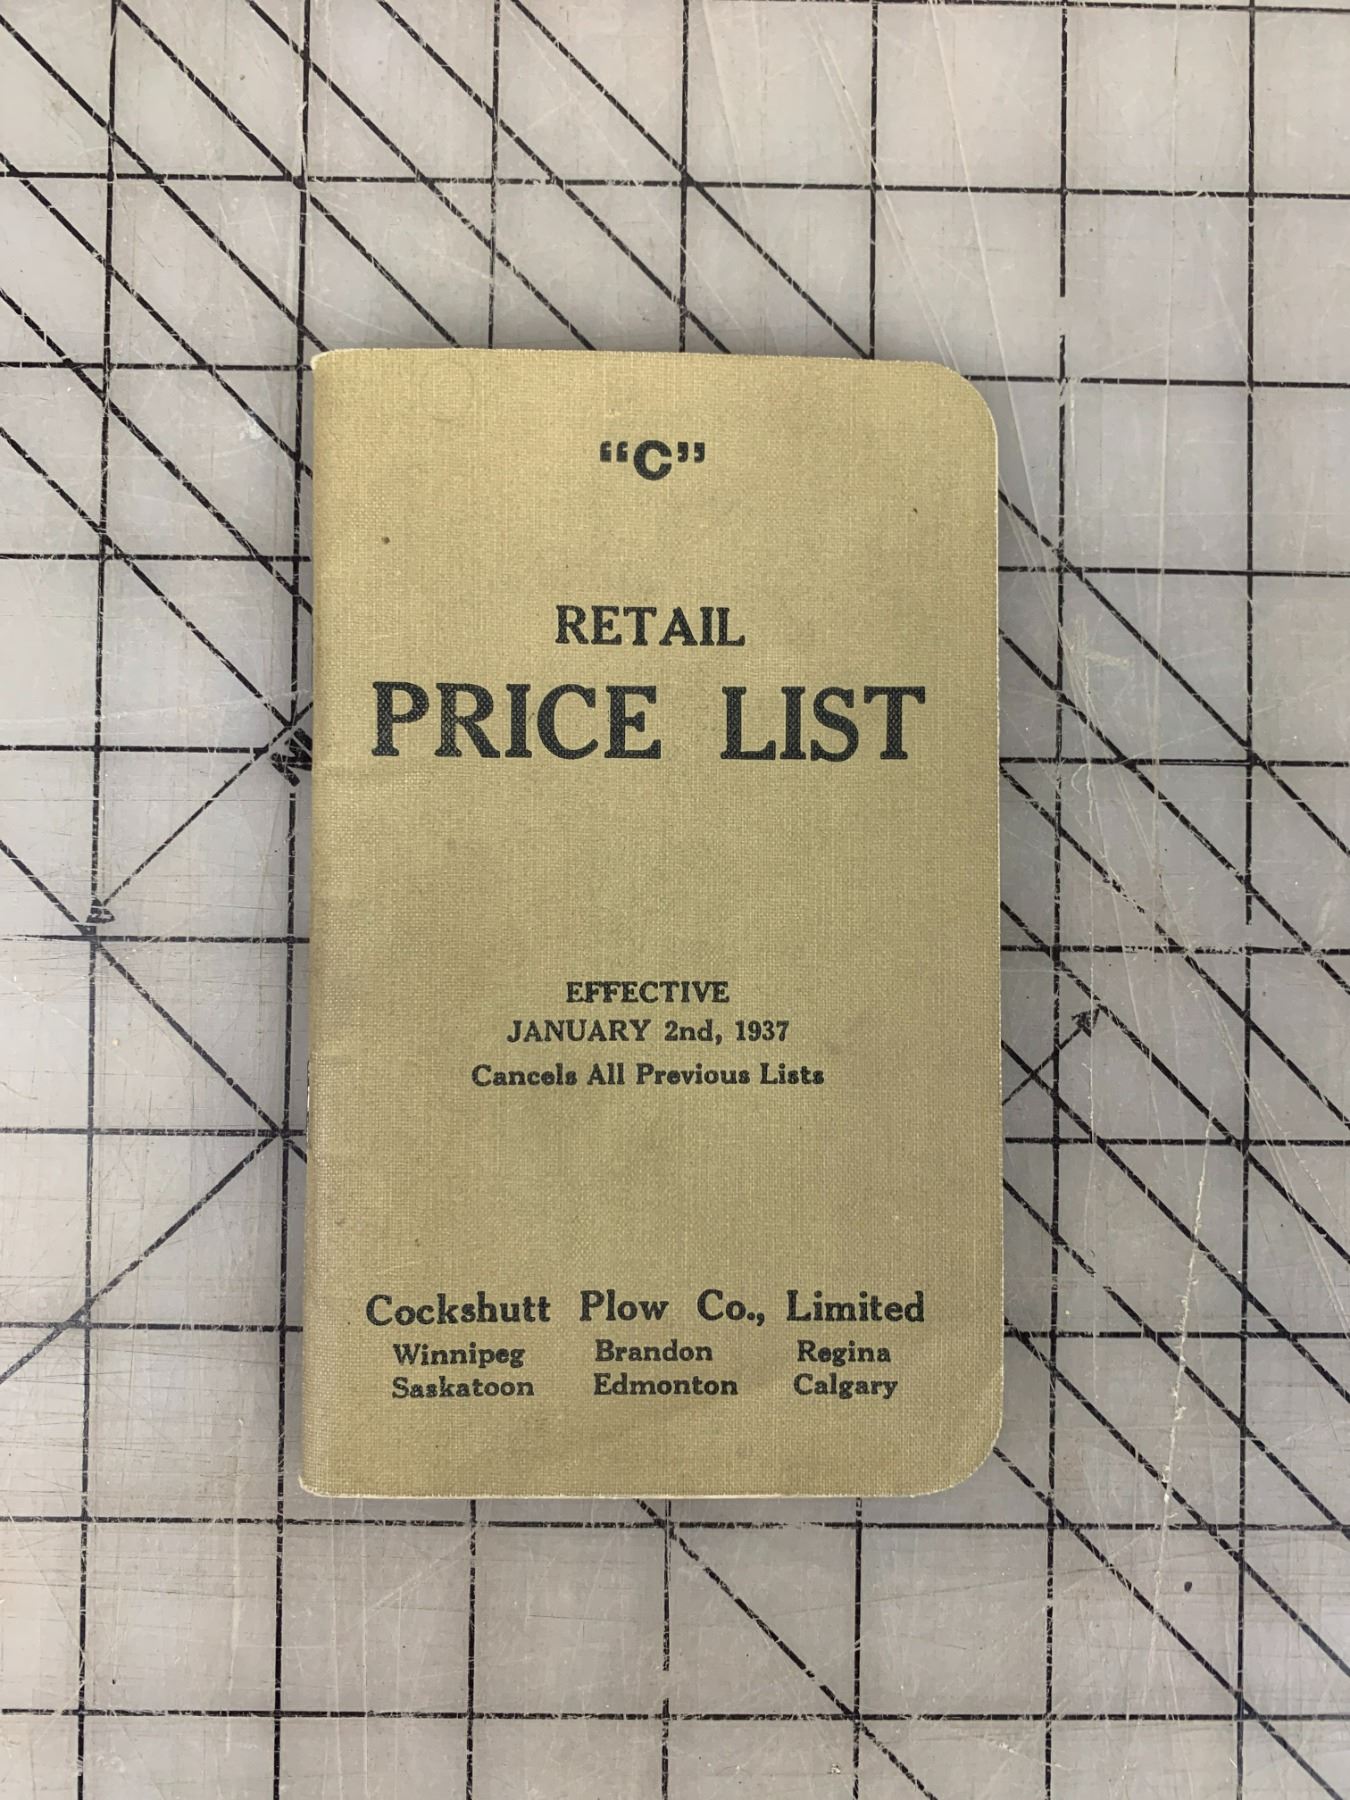 “C”
RETAIL
PRICE LIST
EFFECTIVE
JANUARY 2nd, 1937
Cancels All Previous Lists
Cockshutt Plow Co., Limited
Winnipeg Brandon Regina
Saskatoon Edmonton Calgary